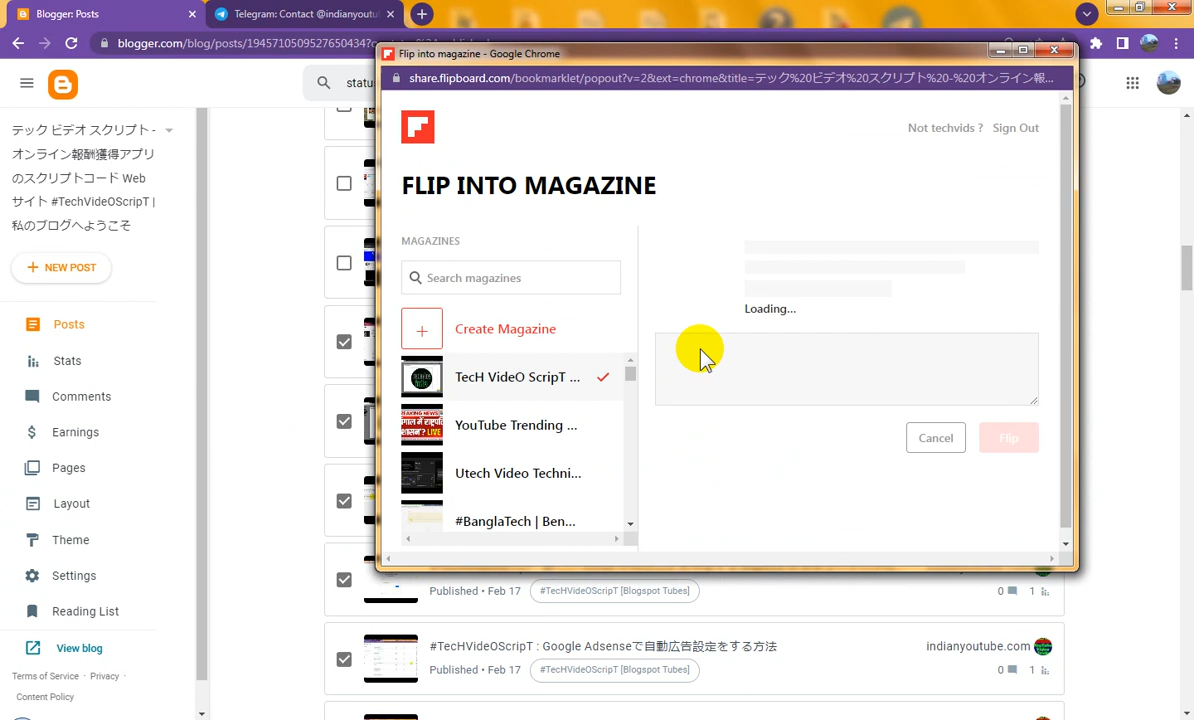 Blogger: Posts
Telegram: Contact @indianyoutu
blogger.com/blog/posts/1945710509527650434?
Flip into magazine - Google Chrome
share.flipboard.com/bookmarklet/popout?v=2&ext=chrome&title=テック%20ビデオ%20スクリプト%20-%20オンライン報...
statu
テック ビデオ スクリプト -
オンライン報酬獲得アプリ
のスクリプトコード Web
サイト #TechVideOScripT |
私のブログへようこそ
NEW POST
Posts
Stats
Comments
Earnings
Pages
Layout
Theme
Settings
Reading List
View blog
Terms of Service · Privacy ·
Content Policy
Not techvids ? Sign Out
FLIP INTO MAGAZINE
MAGAZINES
Search magazines
Create Magazine
TecH VideO ScripT ...
YouTube Trending ...
Utech Video Techni...
#BanglaTech | Ben...
Loading...
Cancel
Flip
Published • Feb 17
#TecHVideOScripT [Blogspot Tubes]
0
1
#TecHVideOScripT : Google Adsenseで自動広告設定をする方法
indianyoutube.com
Published • Feb 17
#TecHVideOScripT [Blogspot Tubes]
0
1